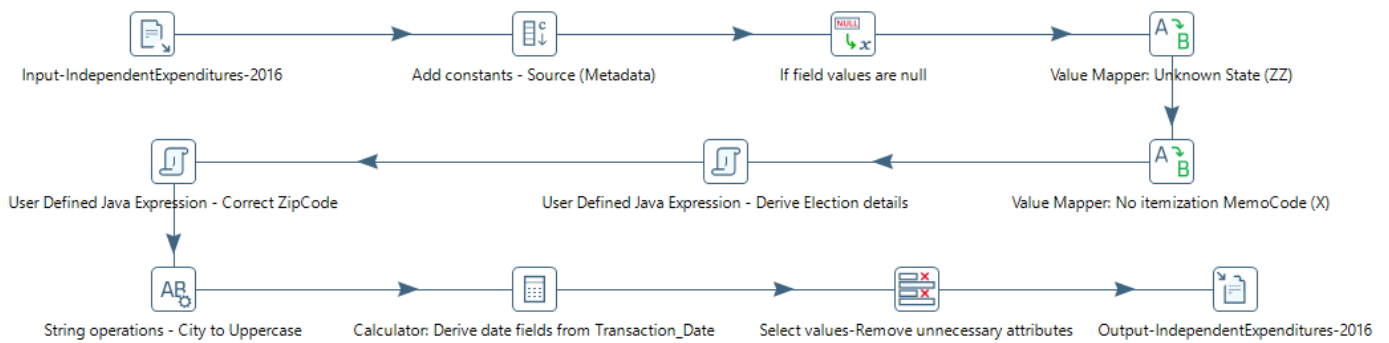 Input-IndependentExpenditures-2016
C
Add constants - Source (Metadata)
NULL
x
If field values are null
A
B
Value Mapper: Unknown State (ZZ)
User Defined Java Expression - Correct ZipCode
User Defined Java Expression - Derive Election details
A
B
Value Mapper: No itemization MemoCode (X)
AB
String operations - City to Uppercase
Calculator: Derive date fields from Transaction_Date
Select values-Remove unnecessary attributes
Output-IndependentExpenditures-2016